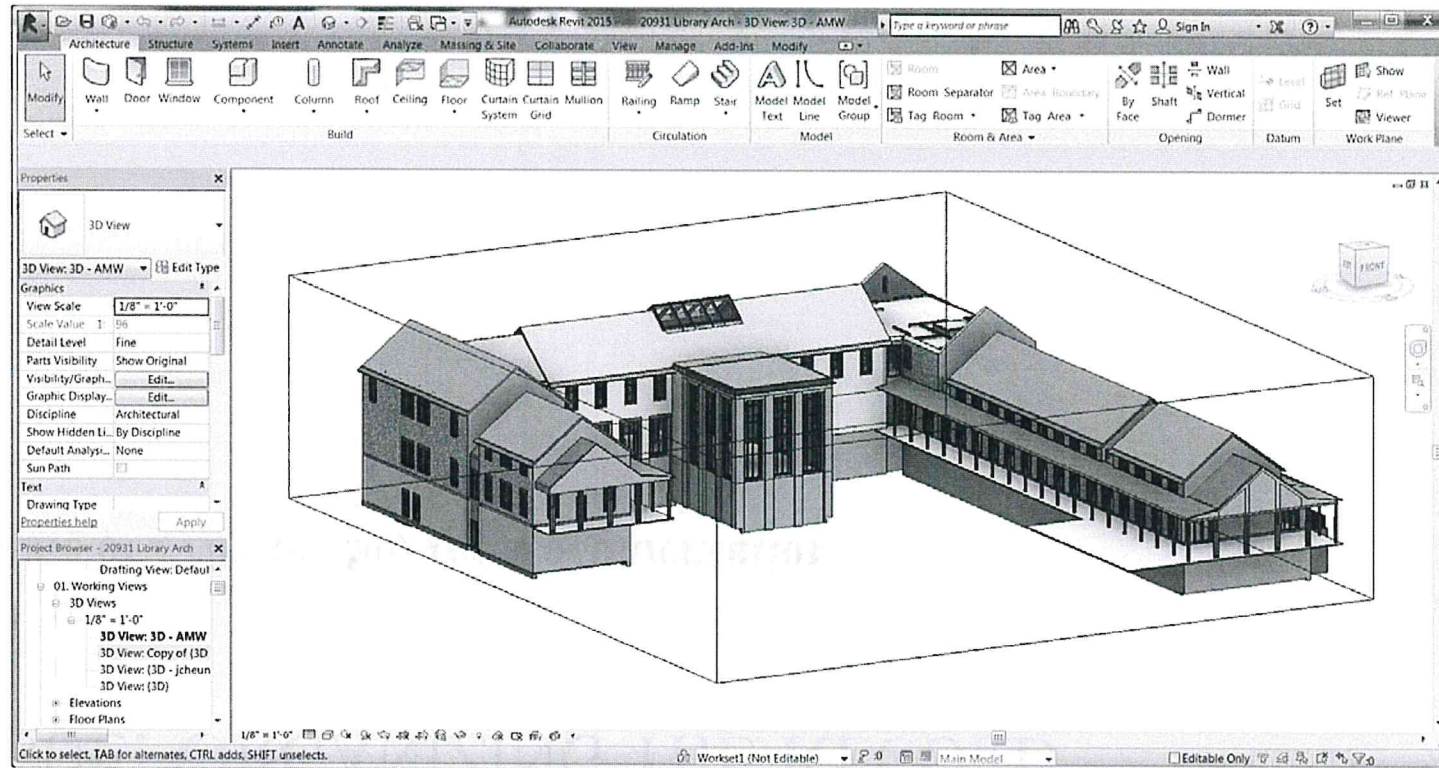 Autodesk Revit 2015 - 20931 Library Arch - 3D View: 3D - AMW
Type a keyword or phrase
Sign In
Architecture Structure Systems Insert Annotate Analyze Massing & Site Collaborate View Manage Add-Ins Modify
Modify
Wall Door Window Component Column Roof Ceiling Floor Curtain System Curtain Grid Mullion
Railing Ramp Stair
Model Text Model Line Model Group
Room
Room Separator
Tag Room
Area
Area Boundary
Tag Area
By Face Shaft
Wall
Vertical
Dormer
Level
Grid
Set
Show
Ref Plane
Viewer
Select Build Circulation Model Room & Area Opening Datum Work Plane
Properties
3D View
3D View: 3D - AMW Edit Type
Graphics
View Scale 1/8" = 1'-0"
Scale Value 1: 96
Detail Level Fine
Parts Visibility Show Original
Visibility/Graph... Edit...
Graphic Display... Edit...
Discipline Architectural
Show Hidden Li... By Discipline
Default Analysi... None
Sun Path
Text
Drawing Type
Properties help Apply
Project Browser - 20931 Library Arch
Drafting View: Defaul
01. Working Views
3D Views
1/8" = 1'-0"
3D View: 3D - AMW
3D View: Copy of {3D
3D View: {3D - jcheun
3D View: {3D}
Elevations
Floor Plans
FRONT
1/8" = 1'-0"
Click to select, TAB for alternates, CTRL adds, SHIFT unselects.
Workset1 (Not Editable) :0 Main Model Editable Only :0